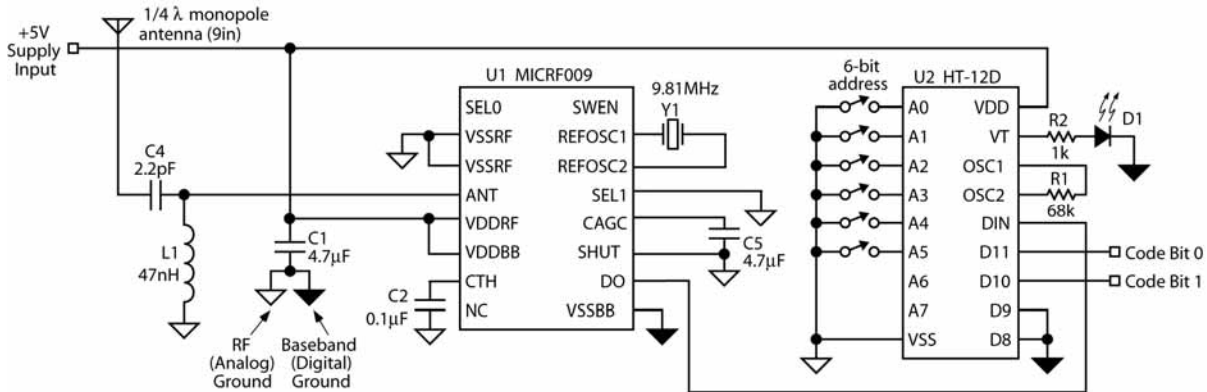 1/4 λ monopole
antenna (9in)
+5V
Supply
Input
C4
2.2pF
L1
47nH
C1
4.7µF
RF
(Analog)
Ground
Baseband
(Digital)
Ground
C2
0.1µF
U1 MICRF009
SEL0
VSSRF
VSSRF
ANT
VDDRF
VDDBB
CTH
NC
SWEN
REFOSC1
REFOSC2
SEL1
CAGC
SHUT
DO
VSSBB
9.81MHz
Y1
C5
4.7µF
6-bit
address
U2 HT-12D
A0
A1
A2
A3
A4
A5
A6
A7
VSS
VDD
VT
OSC1
OSC2
DIN
D11
D10
D9
D8
R2
1k
D1
R1
68k
Code Bit 0
Code Bit 1